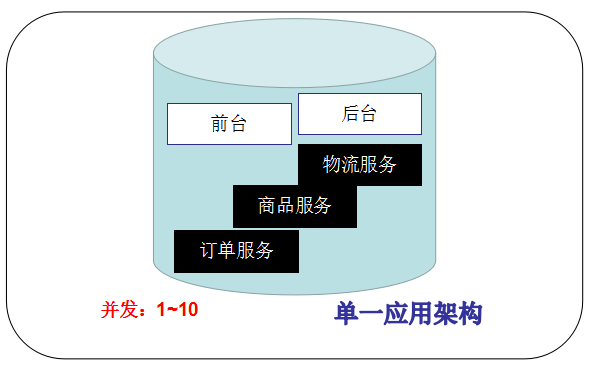 前台
后台
物流服务
商品服务
订单服务
并发：1~10
单一应用架构